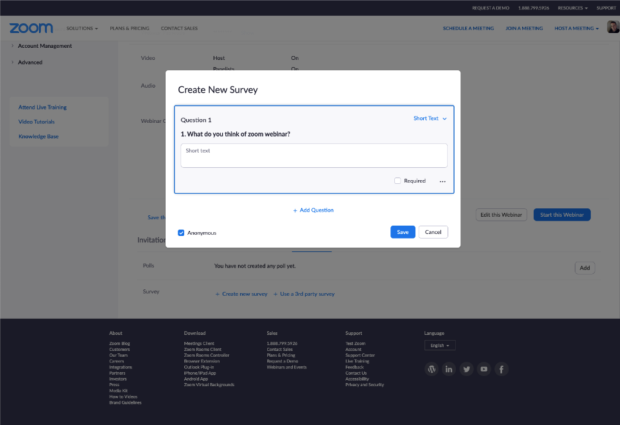 REQUEST A DEMO 1.888.799.5926 RESOURCES SUPPORT
zoom SOLUTIONS PLANS & PRICING CONTACT SALES SCHEDULE A MEETING JOIN A MEETING HOST A MEETING
Account Management
Advanced
Attend Live Training
Video Tutorials
Knowledge Base
Video Host On
On
Audio
Create New Survey
Question 1 Short Text
1. What do you think of zoom webinar?
Short text
Required
+ Add Question
Anonymous Save Cancel
Edit this Webinar Start this Webinar
Polls You have not created any poll yet. Add
Survey + Create new survey + Use a 3rd party survey
About Download Sales Support Language
Zoom Blog Meetings Client 1.888.799.5926 Test Zoom English
Customers Zoom Rooms Client Contact Sales Account
Our Team Zoom Rooms Controller Plans & Pricing Support Center
Careers Browser Extension Request a Demo Live Training
Integrations Outlook Plug-in Webinars and Events Feedback
Partners iPhone/iPad App Contact Us
Investors Android App Accessibility
Press Zoom Virtual Backgrounds Privacy and Security
Media Kit
How to Videos
Brand Guidelines